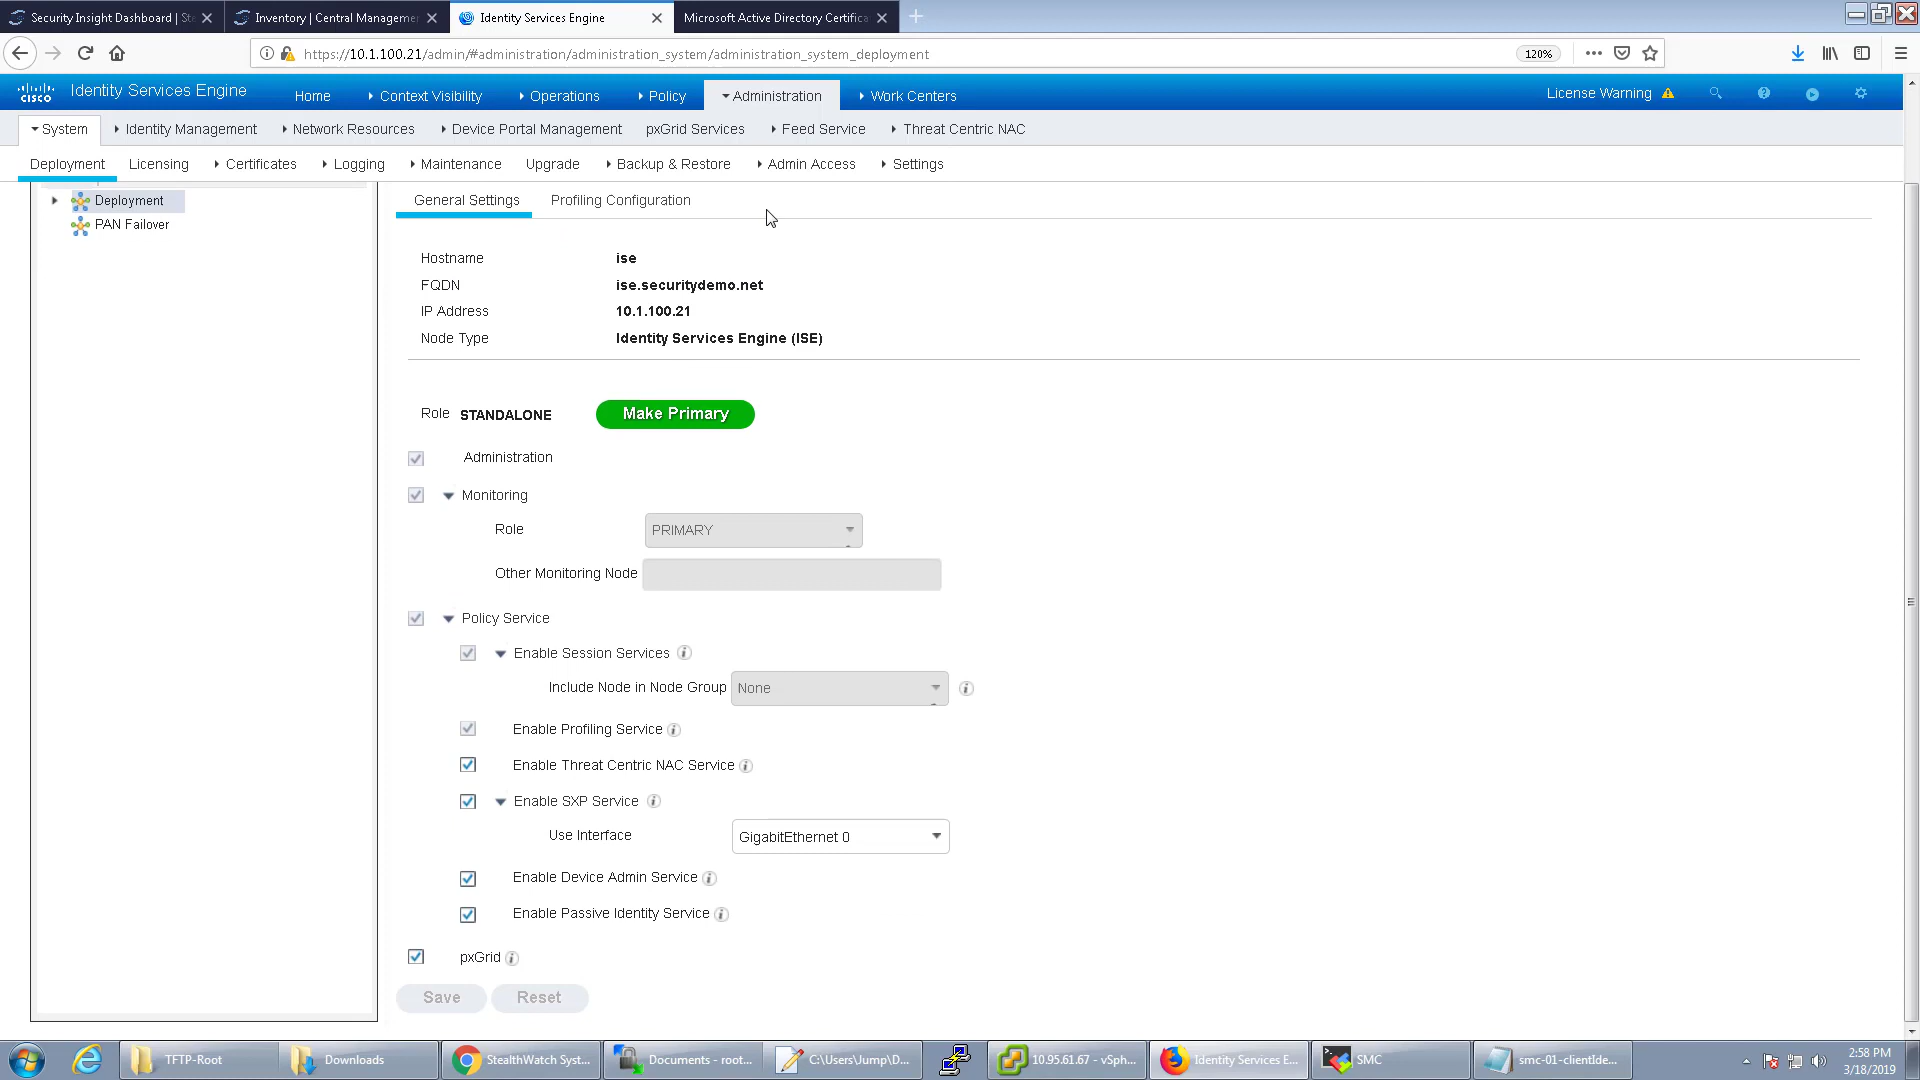 Security Insight Dashboard | St
Inventory | Central Managemen
Identity Services Engine
Microsoft Active Directory Certifica
https://10.1.100.21/admin/#administration/administration_system/administration_system_deployment
120%
cisco
Identity Services Engine
Home
Context Visibility
Operations
Policy
Administration
Work Centers
License Warning
System
Identity Management
Network Resources
Device Portal Management
pxGrid Services
Feed Service
Threat Centric NAC
Deployment
Licensing
Certificates
Logging
Maintenance
Upgrade
Backup & Restore
Admin Access
Settings
Deployment
PAN Failover
General Settings
Profiling Configuration
Hostname ise
FQDN ise.securitydemo.net
IP Address 10.1.100.21
Node Type Identity Services Engine (ISE)
Role STANDALONE Make Primary
Administration
Monitoring
Role PRIMARY
Other Monitoring Node
Policy Service
Enable Session Services
Include Node in Node Group None
Enable Profiling Service
Enable Threat Centric NAC Service
Enable SXP Service
Use Interface GigabitEthernet 0
Enable Device Admin Service
Enable Passive Identity Service
pxGrid
Save Reset
TFTP-Root
Downloads
StealthWatch Syst...
Documents - root...
C:\Users\Jump\D...
10.95.61.67 - vSph...
Identity Services E...
SMC
smc-01-clientIde...
2:58 PM
3/18/2019